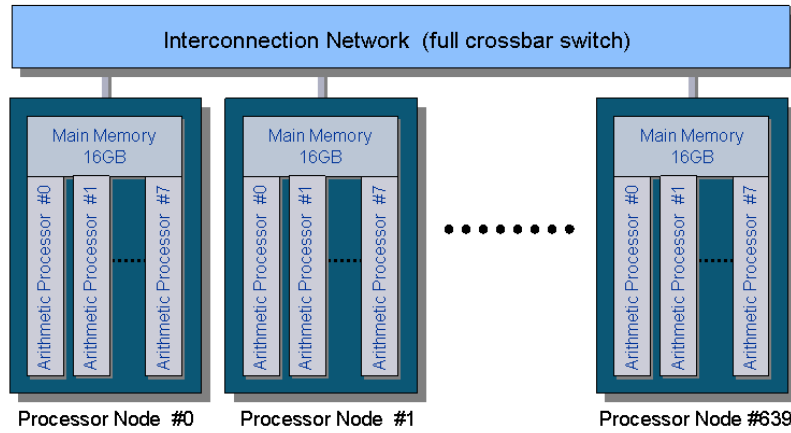 Interconnection Network (full crossbar switch)
Main Memory
16GB
Arithmetic Processor #0
Arithmetic Processor #1
Arithmetic Processor #7
Main Memory
16GB
Arithmetic Processor #0
Arithmetic Processor #1
Arithmetic Processor #7
Main Memory
16GB
Arithmetic Processor #0
Arithmetic Processor #1
Arithmetic Processor #7
Processor Node #0
Processor Node #1
Processor Node #639